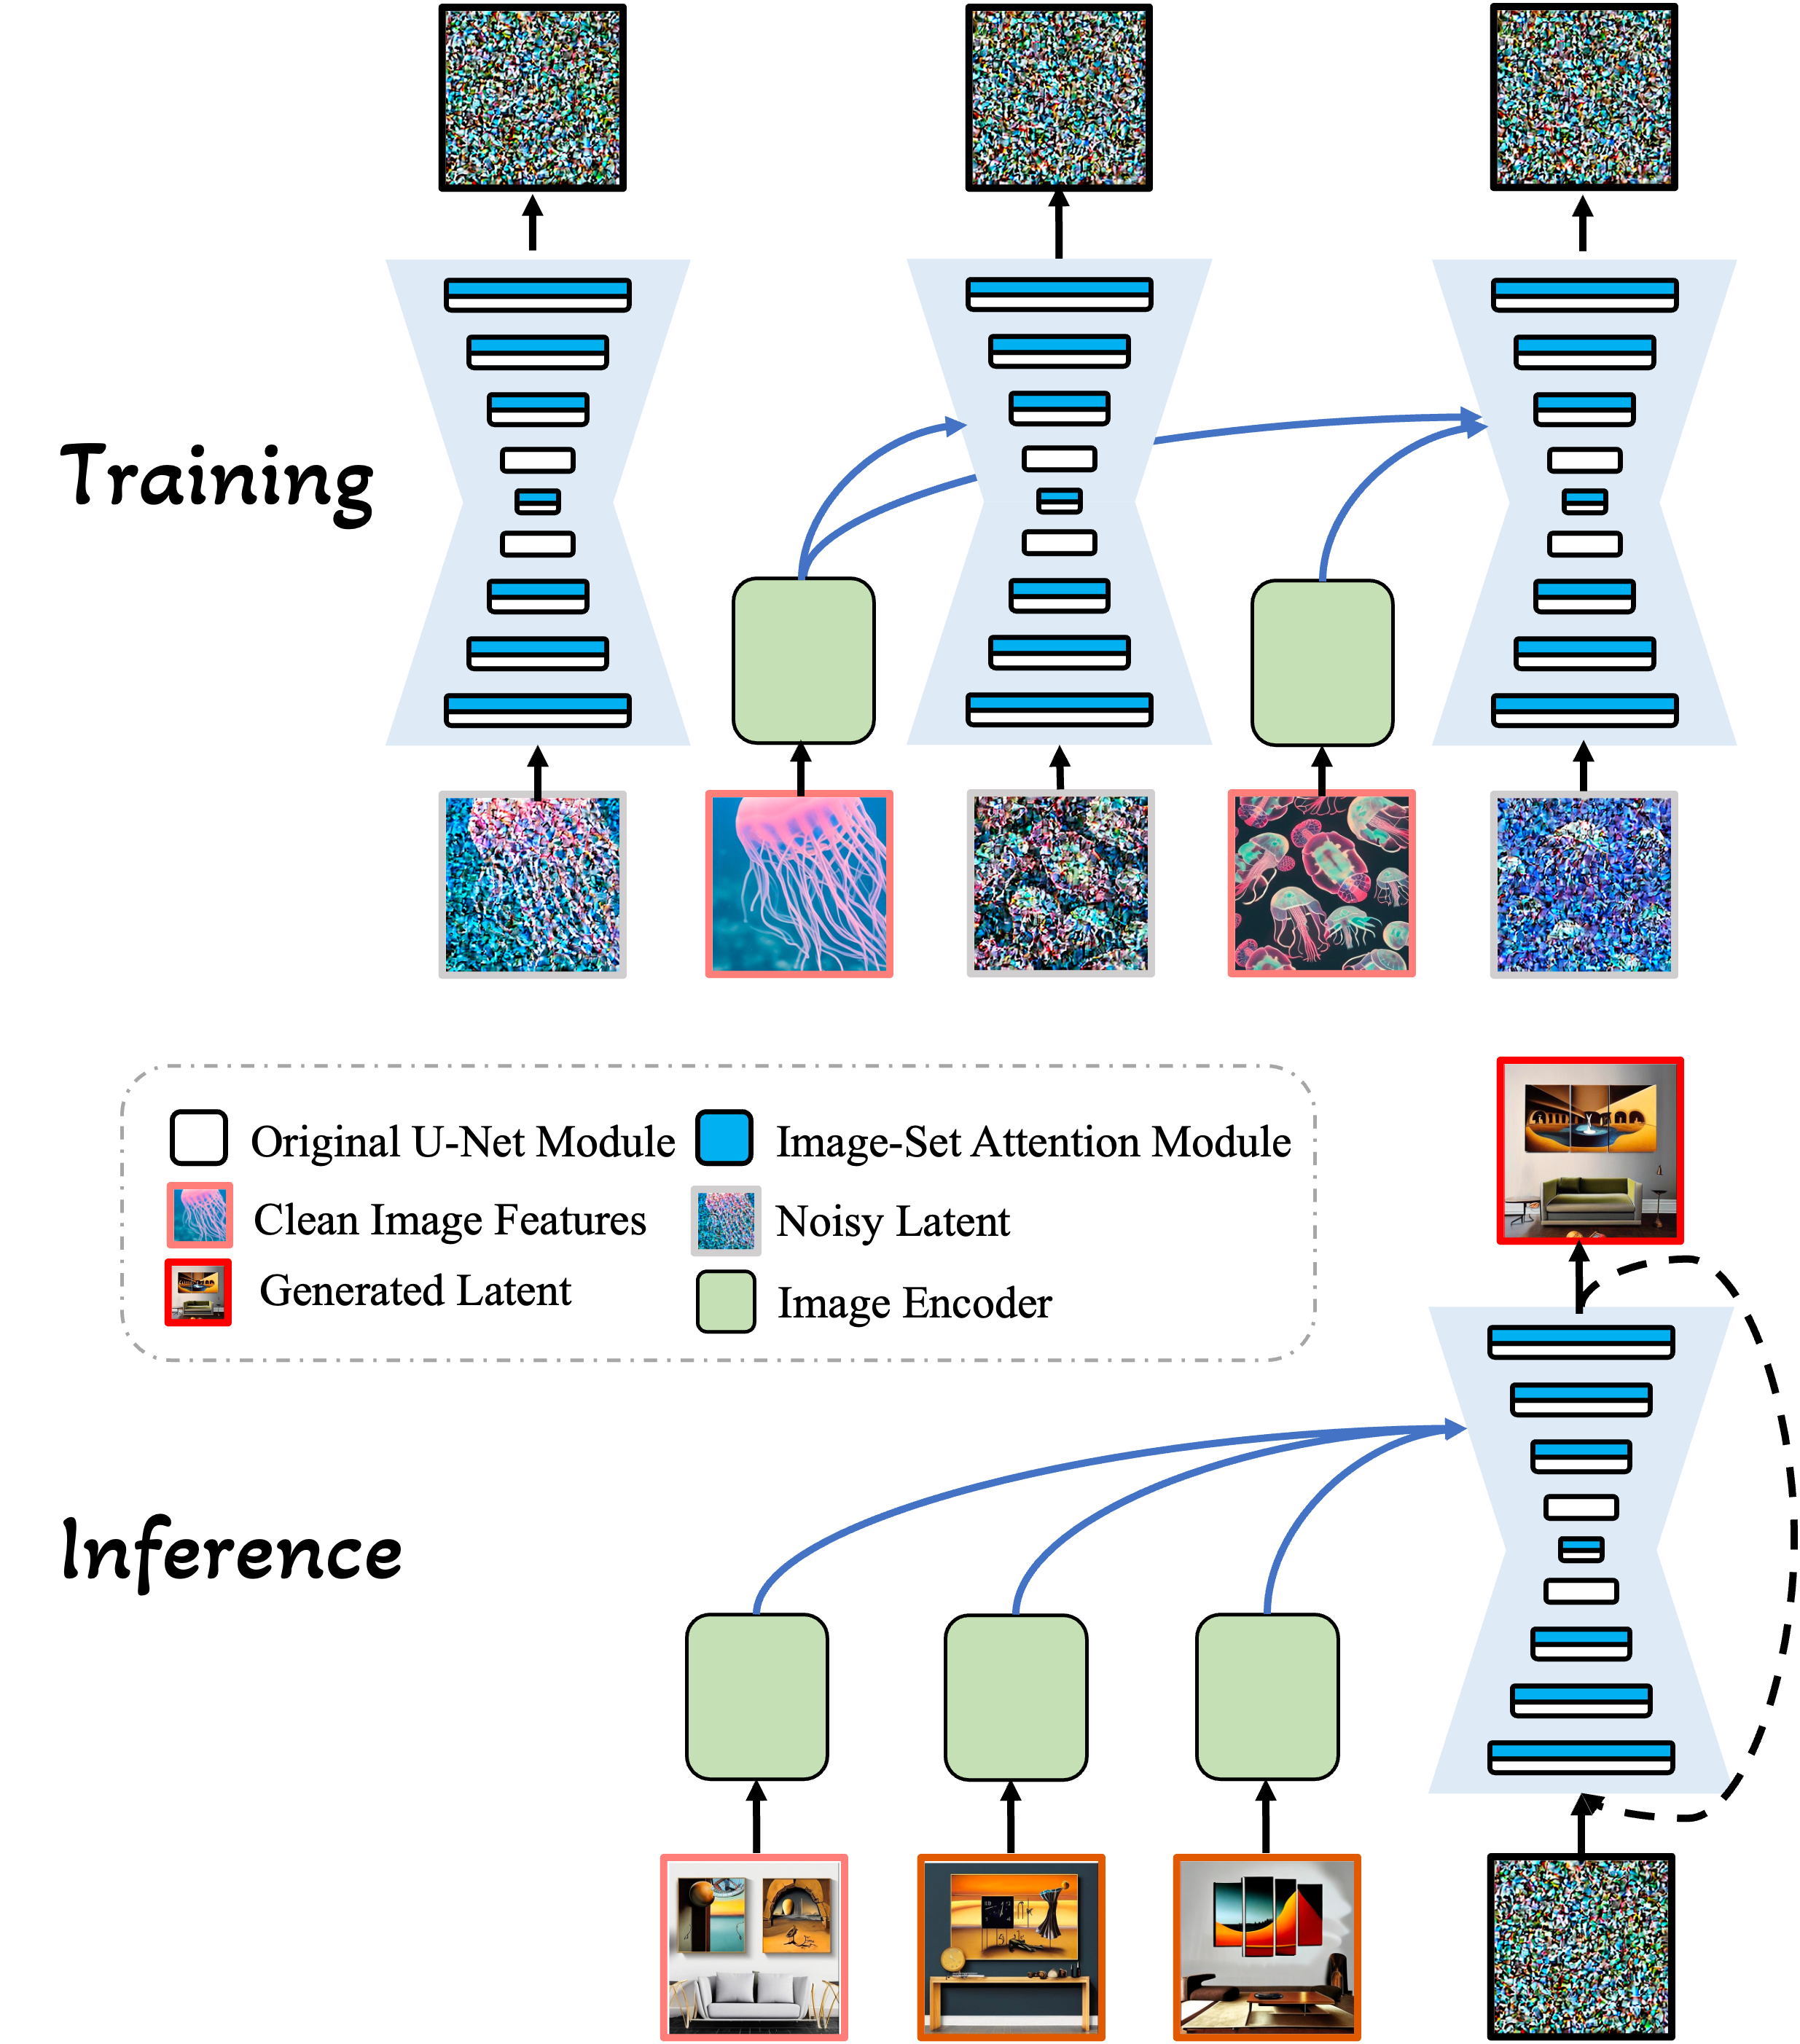 Training
Original U-Net Module
Image-Set Attention Module
Clean Image Features
Noisy Latent
Generated Latent
Image Encoder
Inference